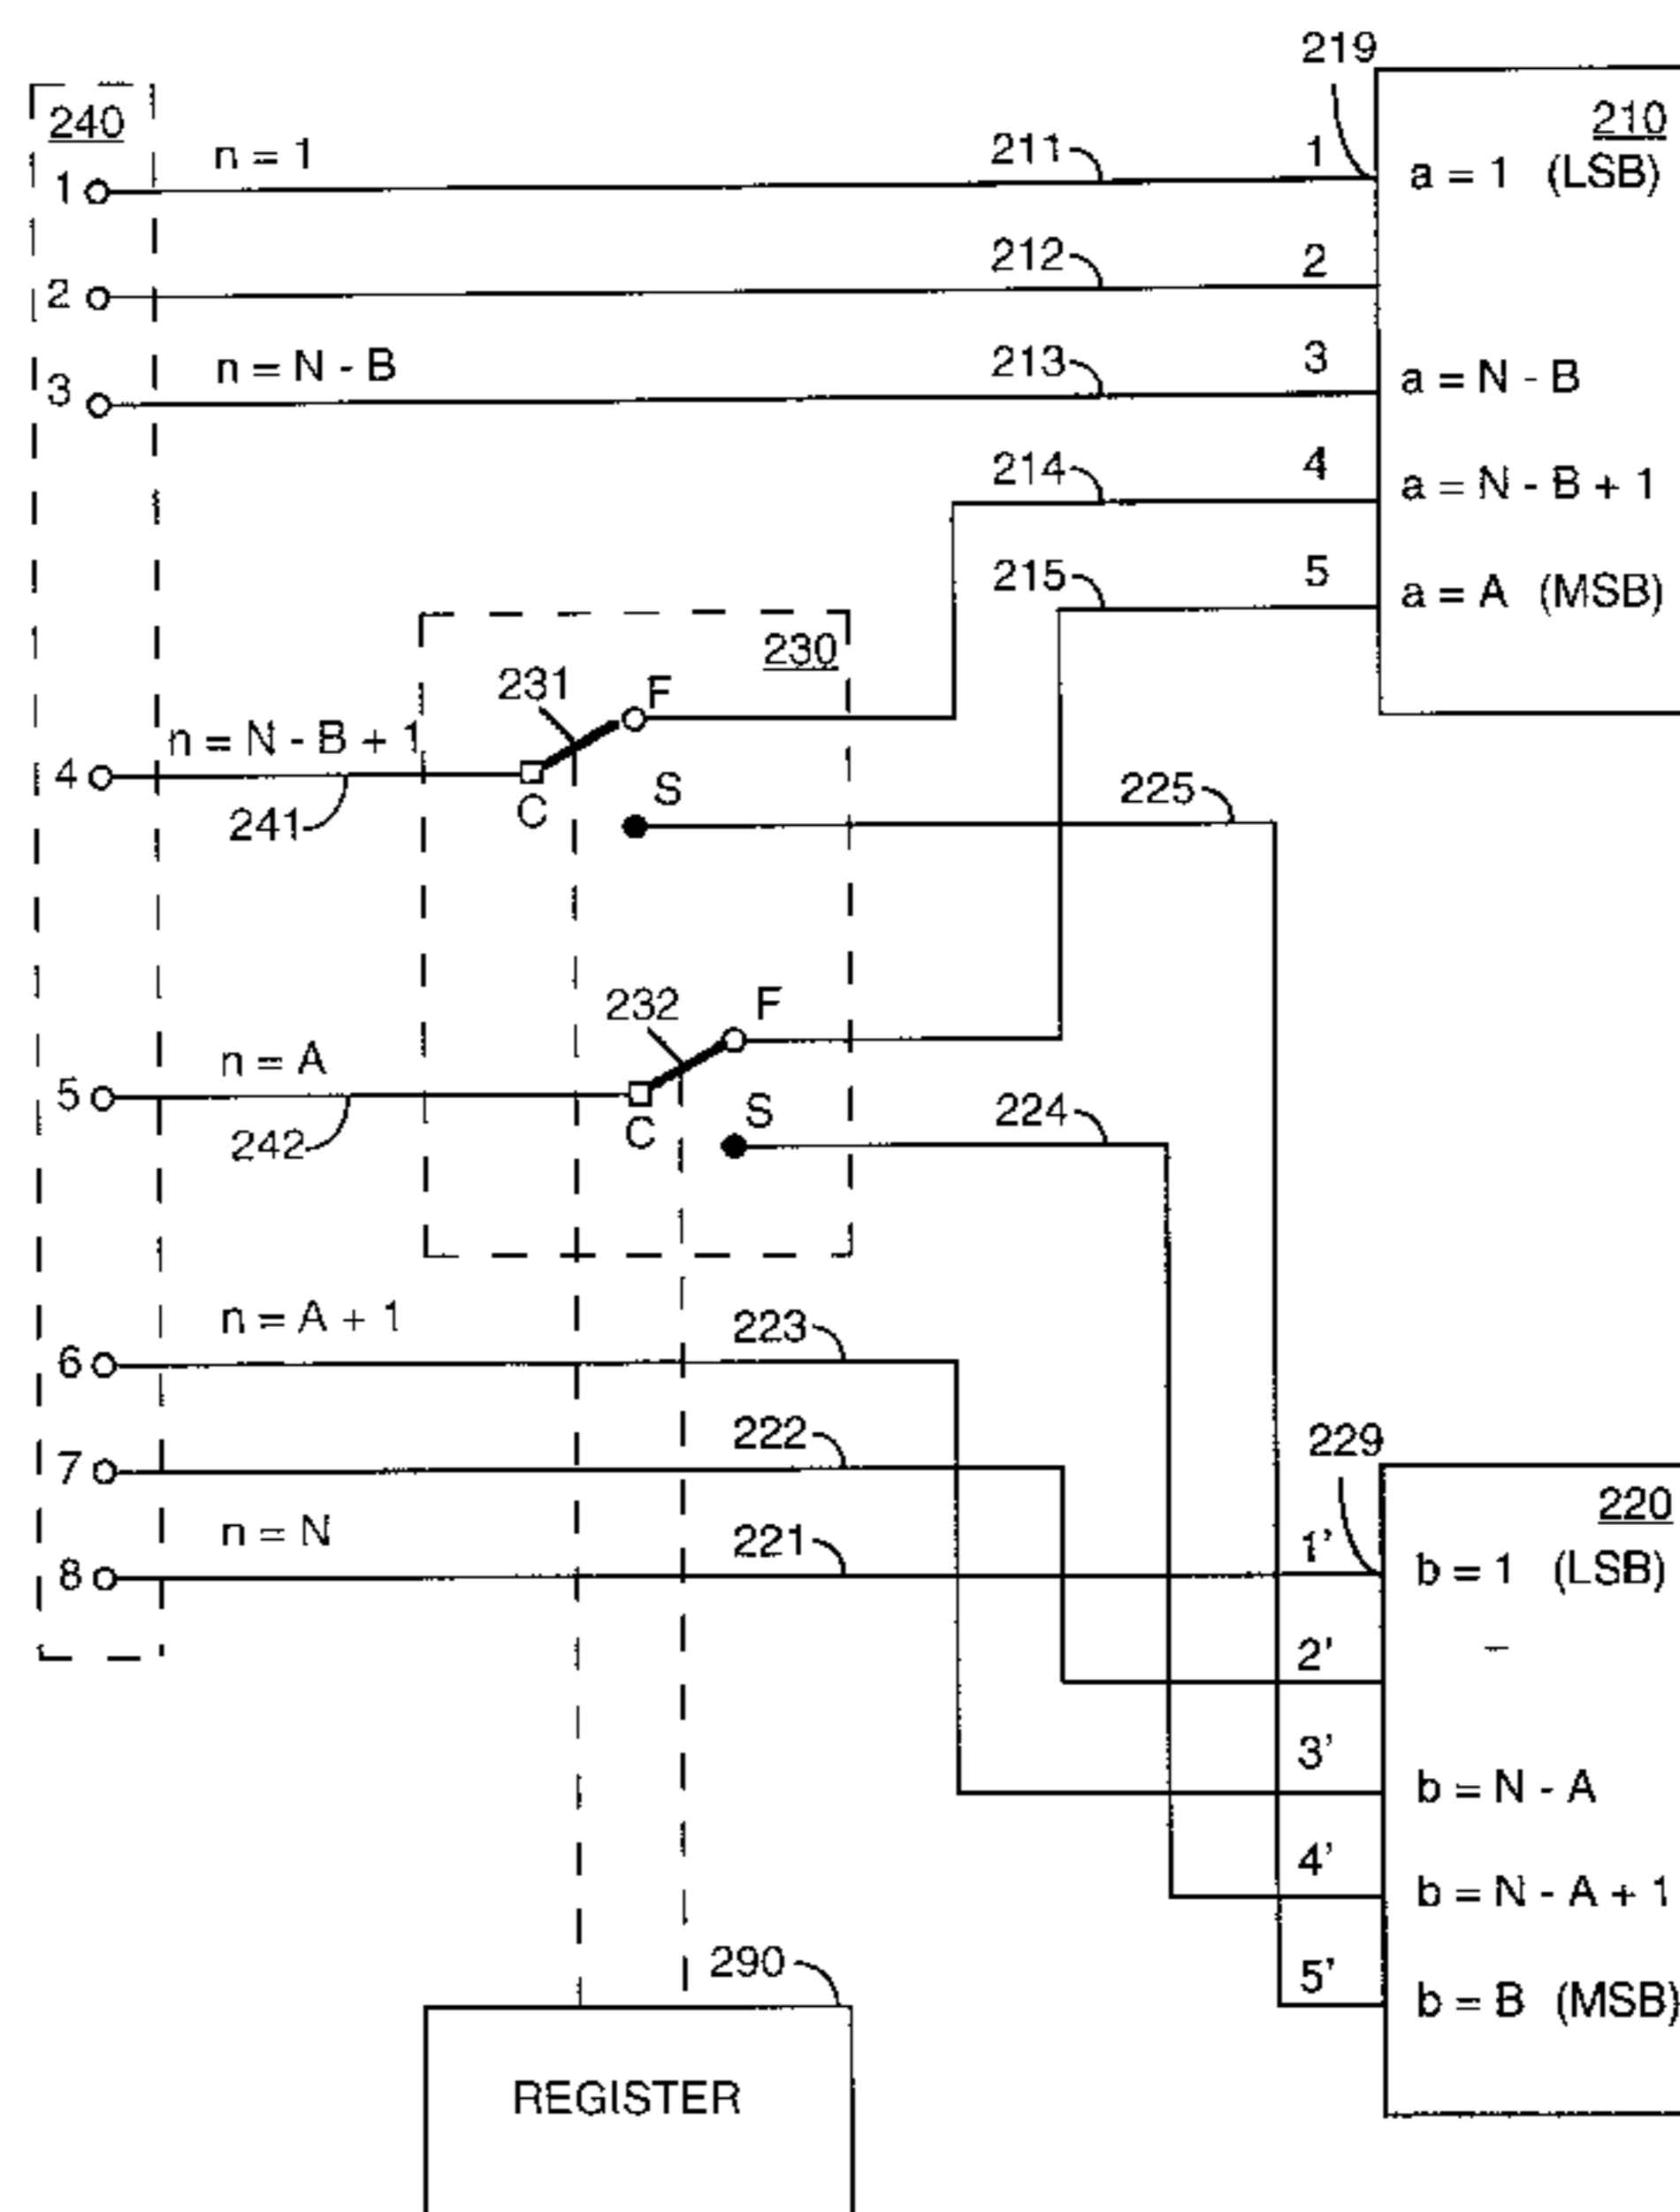 219
240
210
n = 1
211
1
a = 1 (LSB)
1
212
2
2
n = N - B
213
3
a = N - B
3
214
4
a = N - B + 1
215
5
a = A (MSB)
230
231
F
n = N - B + 1
4
S
225
241
C
232
F
n = A
5
S
224
242
C
n = A + 1
223
6
222
229
7
220
n = N
221
1'
b = 1 (LSB)
8
2'
3'
b = N - A
4'
b = N - A + 1
290
5'
b = B (MSB)
REGISTER